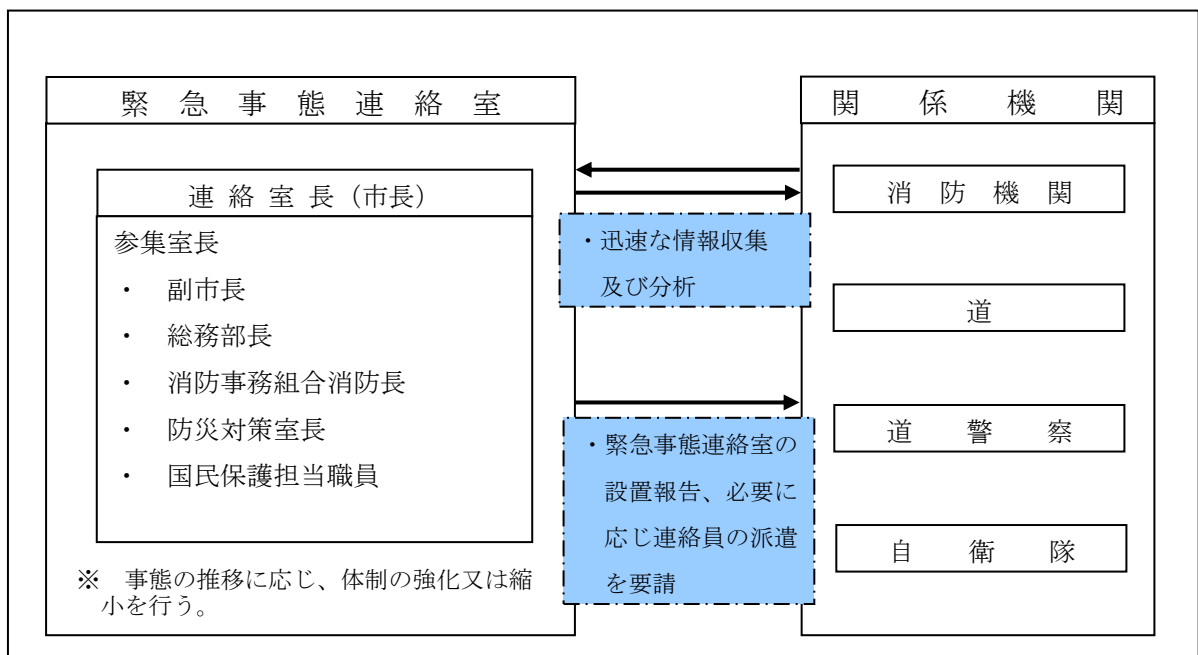 緊急事態連絡室
連絡室長(市長)
参集室長
・ 副市長
・ 総務部長
・ 消防事務組合消防長
・ 防災対策室長
・ 国民保護担当職員
※ 事態の推移に応じ、体制の強化又は縮
小を行う。
・迅速な情報収集
及び分析
・緊急事態連絡室の
設置報告、必要に
応じ連絡員の派遣
を要請
関係機関
消防機関
道
道警察
自衛隊